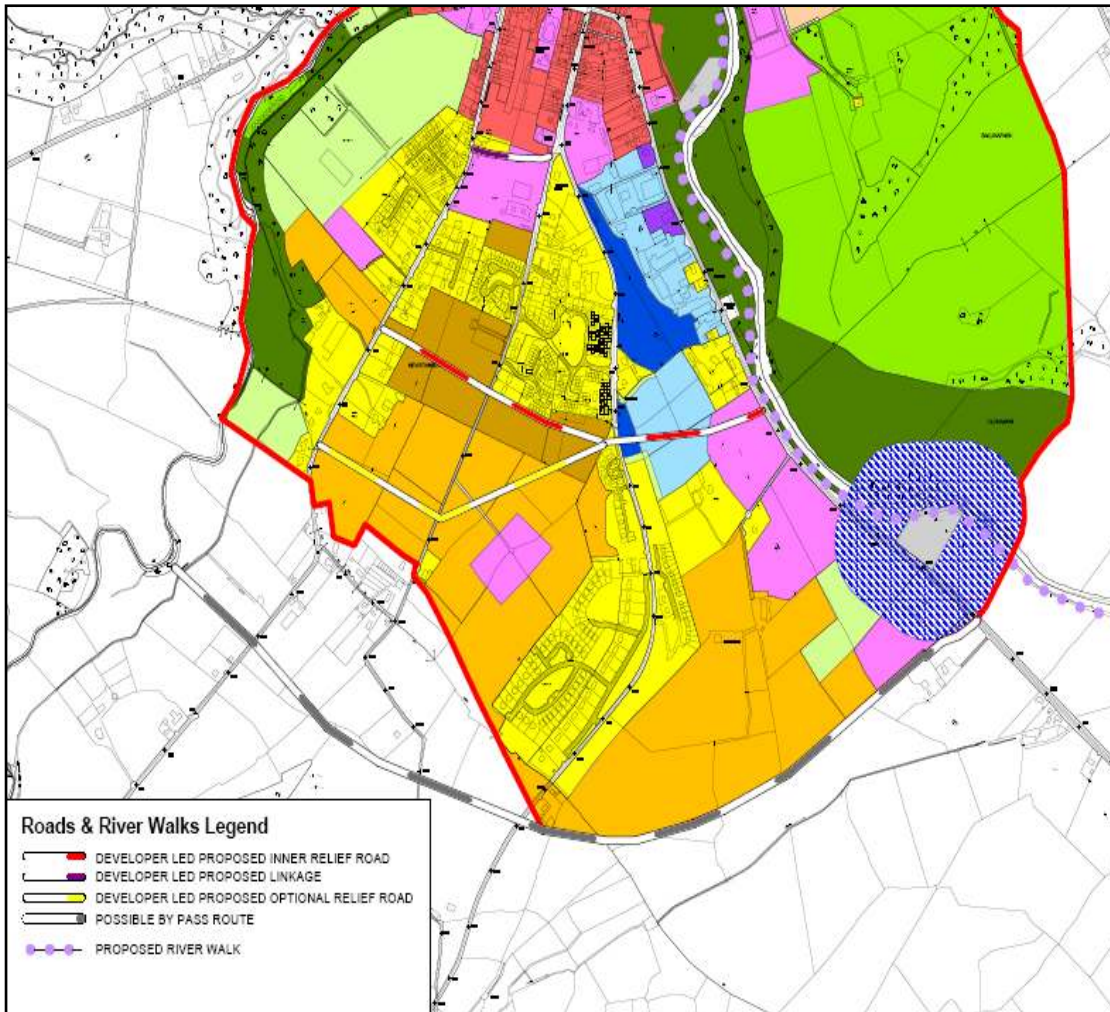 Roads & River Walks Legend
DEVELOPER LED PROPOSED INNER RELIEF ROAD
DEVELOPER LED PROPOSED LINKAGE
DEVELOPER LED PROPOSED OPTIONAL RELIEF ROAD
POSSIBLE BY PASS ROUTE
PROPOSED RIVER WALK